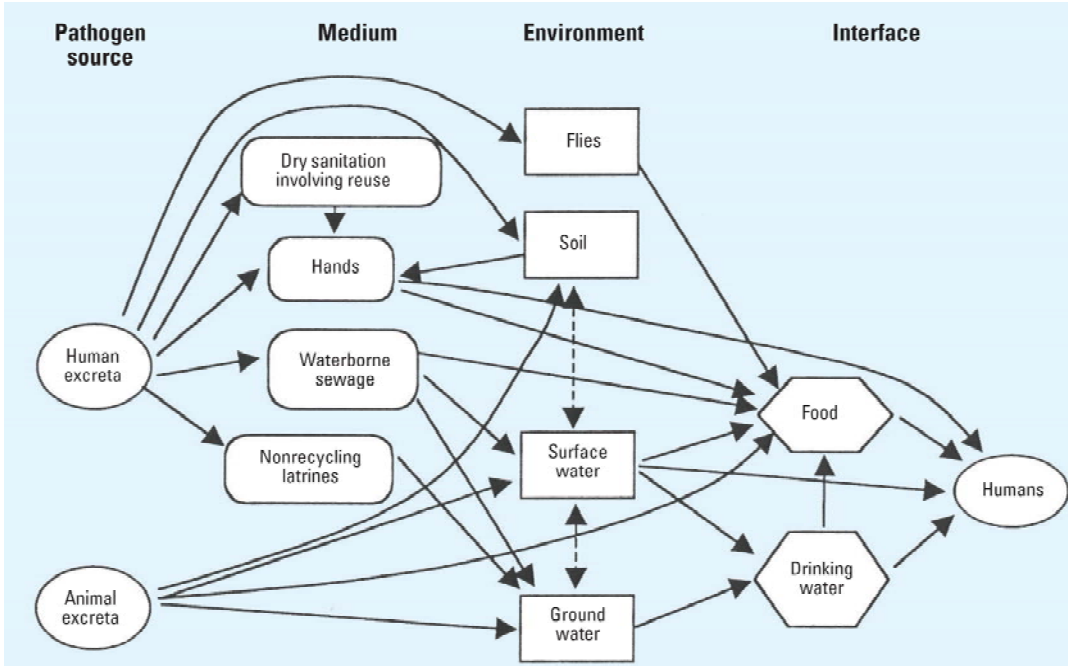 Pathogen
source
Medium
Environment
Interface
Flies
Dry sanitation
involving reuse
Soil
Hands
Human
excreta
Waterborne
sewage
Food
Nonrecycling
latrines
Surface
water
Humans
Animal
excreta
Drinking
water
Ground
water